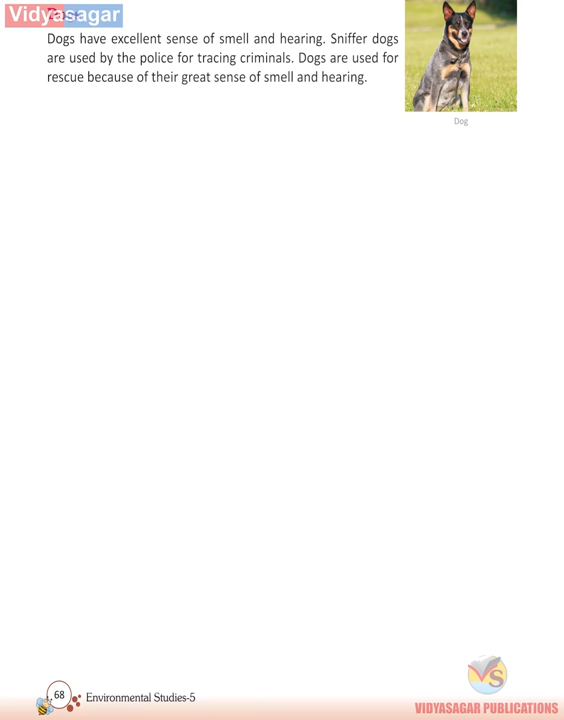 Vidyasagar
Dogs have excellent sense of smell and hearing. Sniffer dogs
are used by the police for tracing criminals. Dogs are used for
rescue because of their great sense of smell and hearing.
Dog
68
Environmental Studies-5
VS
VIDYASAGAR PUBLICATIONS